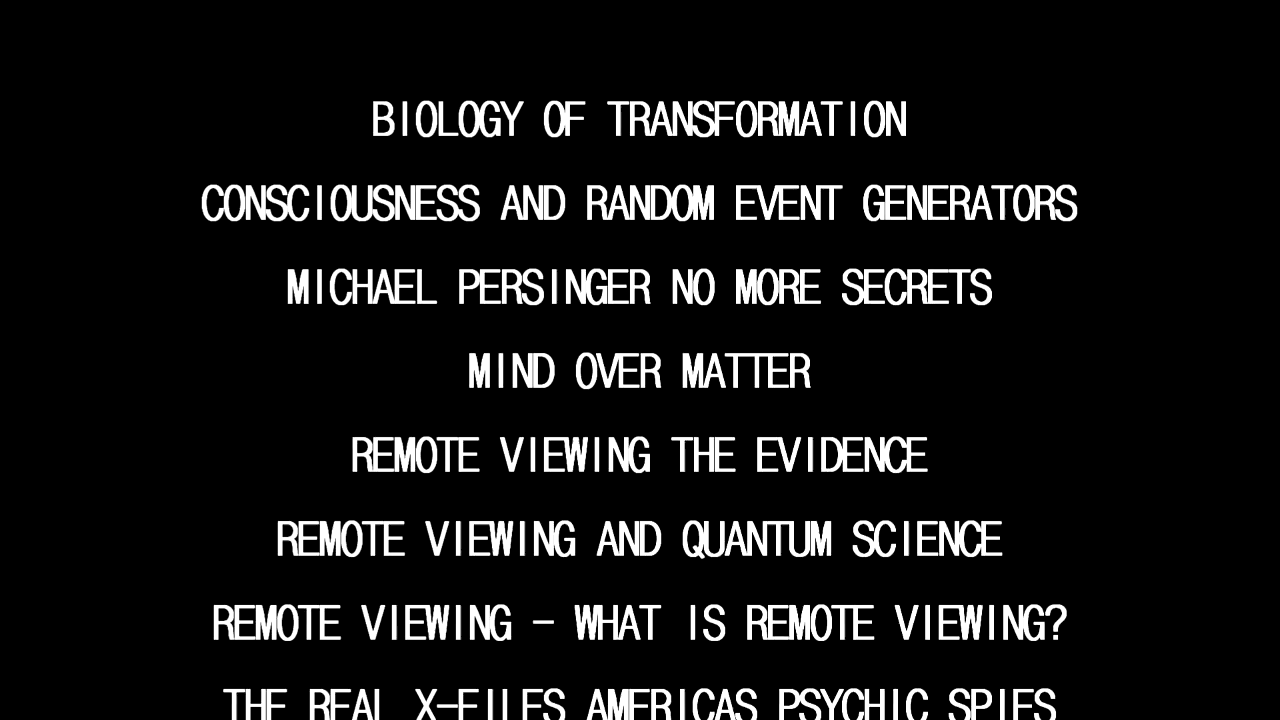 BIOLOGY OF TRANSFORMATION
CONSCIOUSNESS AND RANDOM EVENT GENERATORS
MICHAEL PERSINGER NO MORE SECRETS
MIND OVER MATTER
REMOTE VIEWING THE EVIDENCE
REMOTE VIEWING AND QUANTUM SCIENCE
REMOTE VIEWING - WHAT IS REMOTE VIEWING?
THE REAL X-FILES AMERICAS PSYCHIC SPIES